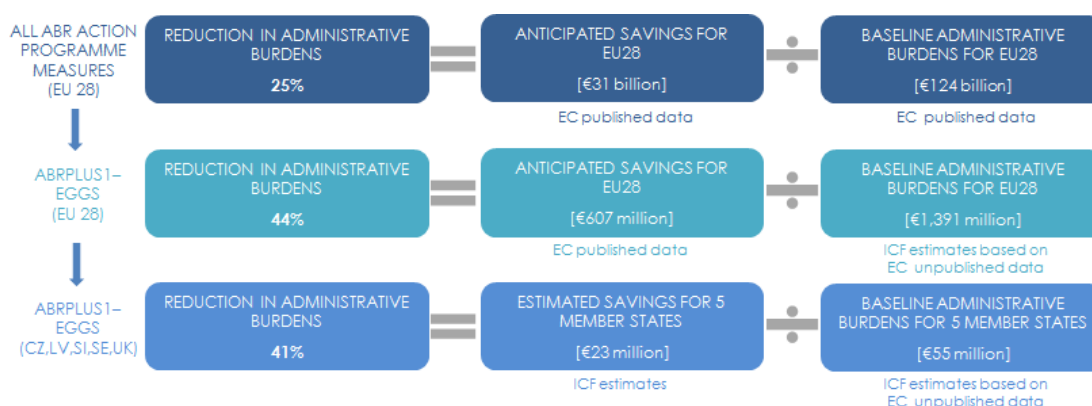 ALL ABR ACTION
PROGRAMME
MEASURES
(EU 28)
REDUCTION IN ADMINISTRATIVE
BURDENS
25%
ANTICIPATED SAVINGS FOR
EU28
[€31 billion]
EC published data
BASELINE ADMINISTRATIVE
BURDENS FOR EU28
[€124 billion]
EC published data
ABRPLUS1–
EGGS
(EU 28)
REDUCTION IN ADMINISTRATIVE
BURDENS
44%
ANTICIPATED SAVINGS FOR
EU28
[€607 million]
EC published data
BASELINE ADMINISTRATIVE
BURDENS FOR EU28
[€1,391 million]
ICF estimates based on
EC unpublished data
ABRPLUS1–
EGGS
(CZ,LV,SI,SE,UK)
REDUCTION IN ADMINISTRATIVE
BURDENS
41%
ESTIMATED SAVINGS FOR 5
MEMBER STATES
[€23 million]
ICF estimates
BASELINE ADMINISTRATIVE
BURDENS FOR 5 MEMBER STATES
[€55 million]
ICF estimates based on
EC unpublished data